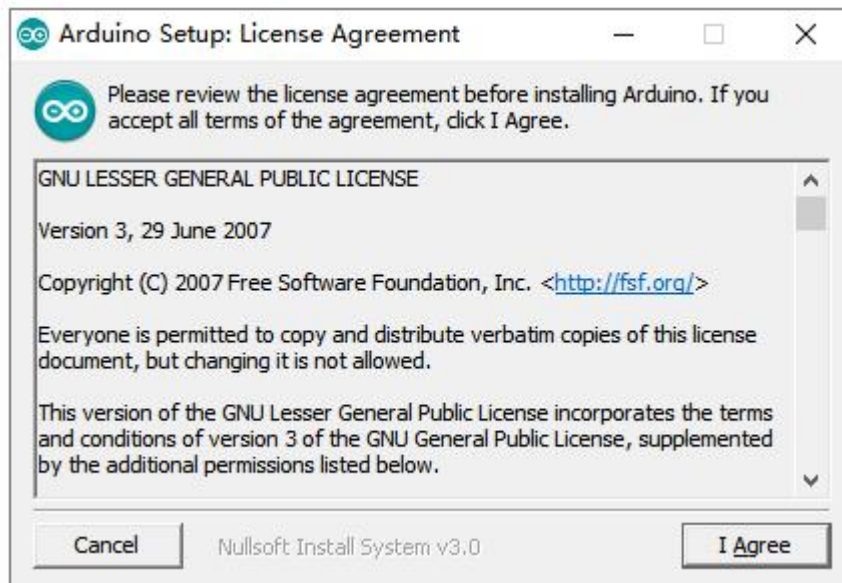 Arduino Setup: License Agreement
Please review the license agreement before installing Arduino. If you
accept all terms of the agreement, click I Agree.
GNU LESSER GENERAL PUBLIC LICENSE
Version 3, 29 June 2007
Copyright (C) 2007 Free Software Foundation, Inc. <http://fsf.org/>
Everyone is permitted to copy and distribute verbatim copies of this license
document, but changing it is not allowed.
This version of the GNU Lesser General Public License incorporates the terms
and conditions of version 3 of the GNU General Public License, supplemented
by the additional permissions listed below.
Cancel Nullsoft Install System v3.0 I Agree